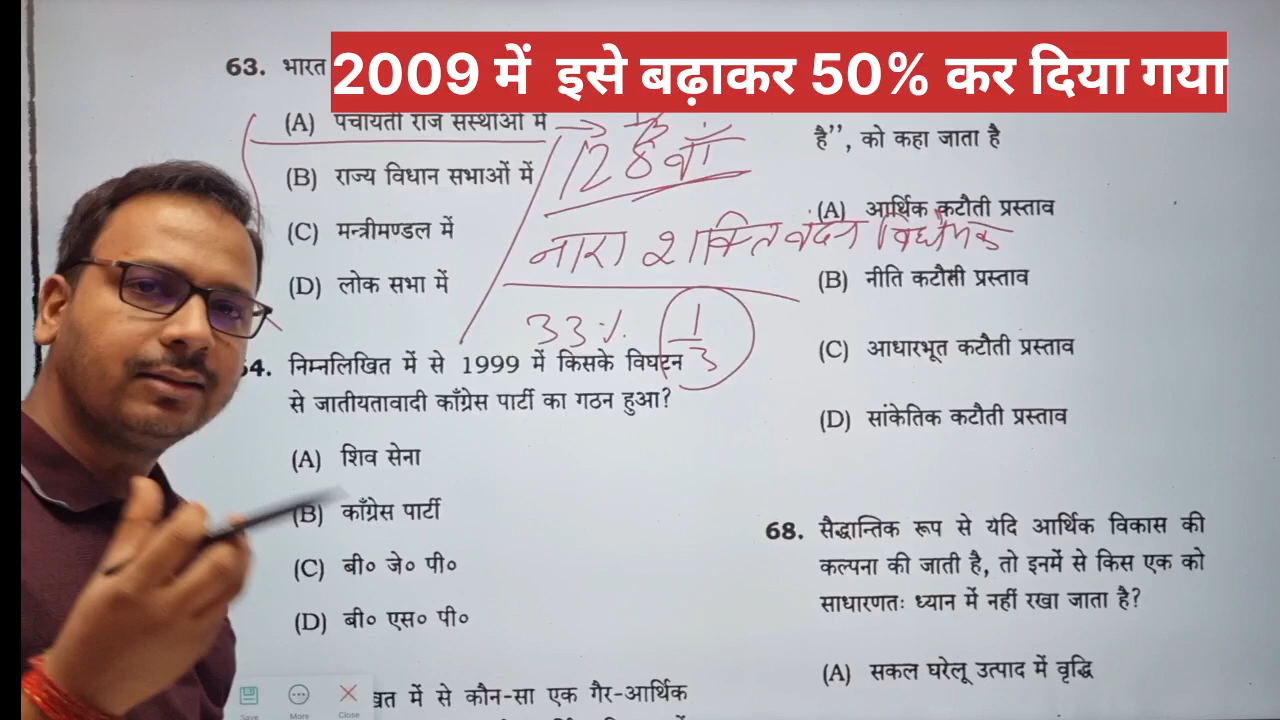 2009 में इसे बढ़ाकर 50% कर दिया गया
63. भारत
(A) पंचायती राज संस्थाओं में
(B) राज्य विधान सभाओं में
(C) मन्त्रीमण्डल में
(D) लोक सभा में
128वाँ
नारी शक्ति वंदन विधेयक
33% 1/3
64. निम्नलिखित में से 1999 में किसके विघटन
से जातीयतावादी काँग्रेस पार्टी का गठन हुआ?
(A) शिव सेना
(B) काँग्रेस पार्टी
(C) बी० जे० पी०
(D) बी० एस० पी०
में से कौन-सा एक गैर-आर्थिक
है", को कहा जाता है
(A) आर्थिक कटौती प्रस्ताव
(B) नीति कटौती प्रस्ताव
(C) आधारभूत कटौती प्रस्ताव
(D) सांकेतिक कटौती प्रस्ताव
68. सैद्धान्तिक रूप से यदि आर्थिक विकास की
कल्पना की जाती है, तो इनमें से किस एक को
साधारणतः ध्यान में नहीं रखा जाता है?
(A) सकल घरेलू उत्पाद में वृद्धि
Save More Close